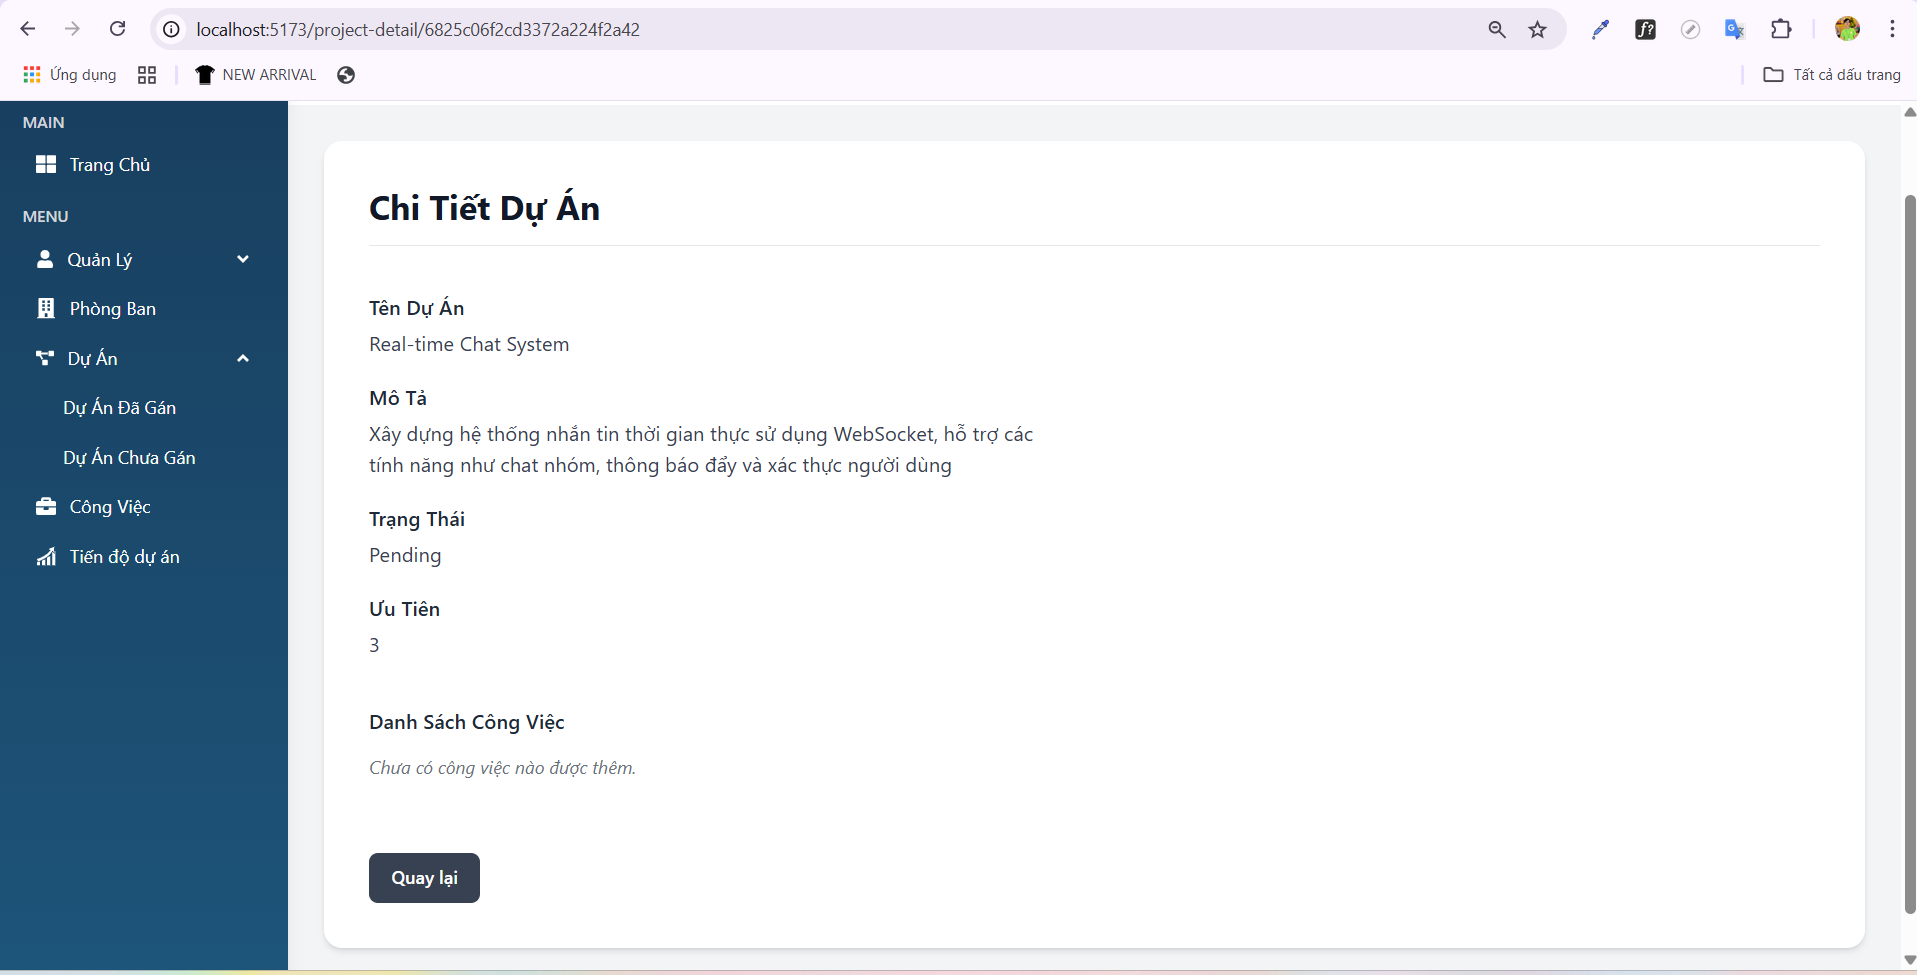 localhost:5173/project-detail/6825c06f2cd3372a224f2a42
Ứng dụng
NEW ARRIVAL
Tất cả dấu trang
MAIN
Trang Chủ
MENU
Quản Lý
Phòng Ban
Dự Án
Dự Án Đã Gán
Dự Án Chưa Gán
Công Việc
Tiến độ dự án
Chi Tiết Dự Án
Tên Dự Án
Real-time Chat System
Mô Tả
Xây dựng hệ thống nhắn tin thời gian thực sử dụng WebSocket, hỗ trợ các
tính năng như chat nhóm, thông báo đẩy và xác thực người dùng
Trạng Thái
Pending
Ưu Tiên
3
Danh Sách Công Việc
Chưa có công việc nào được thêm.
Quay lại